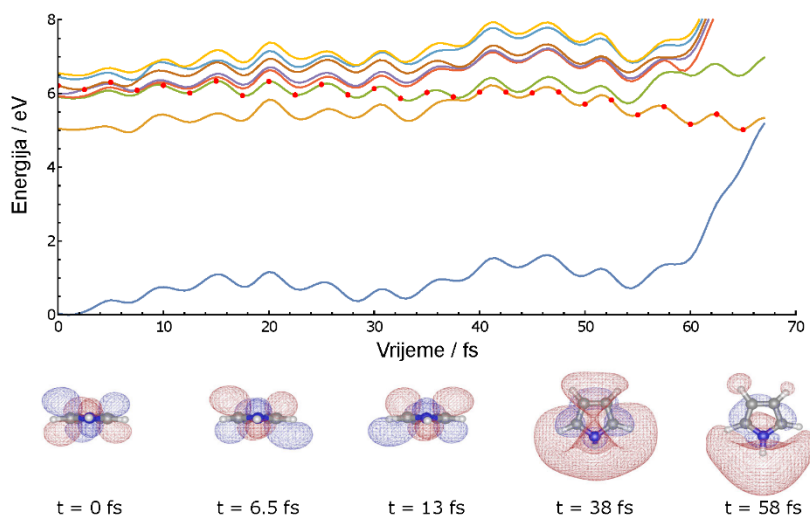 Energija / eV
8
6
4
2
0
0 10 20 30 40 50 60 70
Vrijeme / fs
t = 0 fs t = 6.5 fs t = 13 fs t = 38 fs t = 58 fs